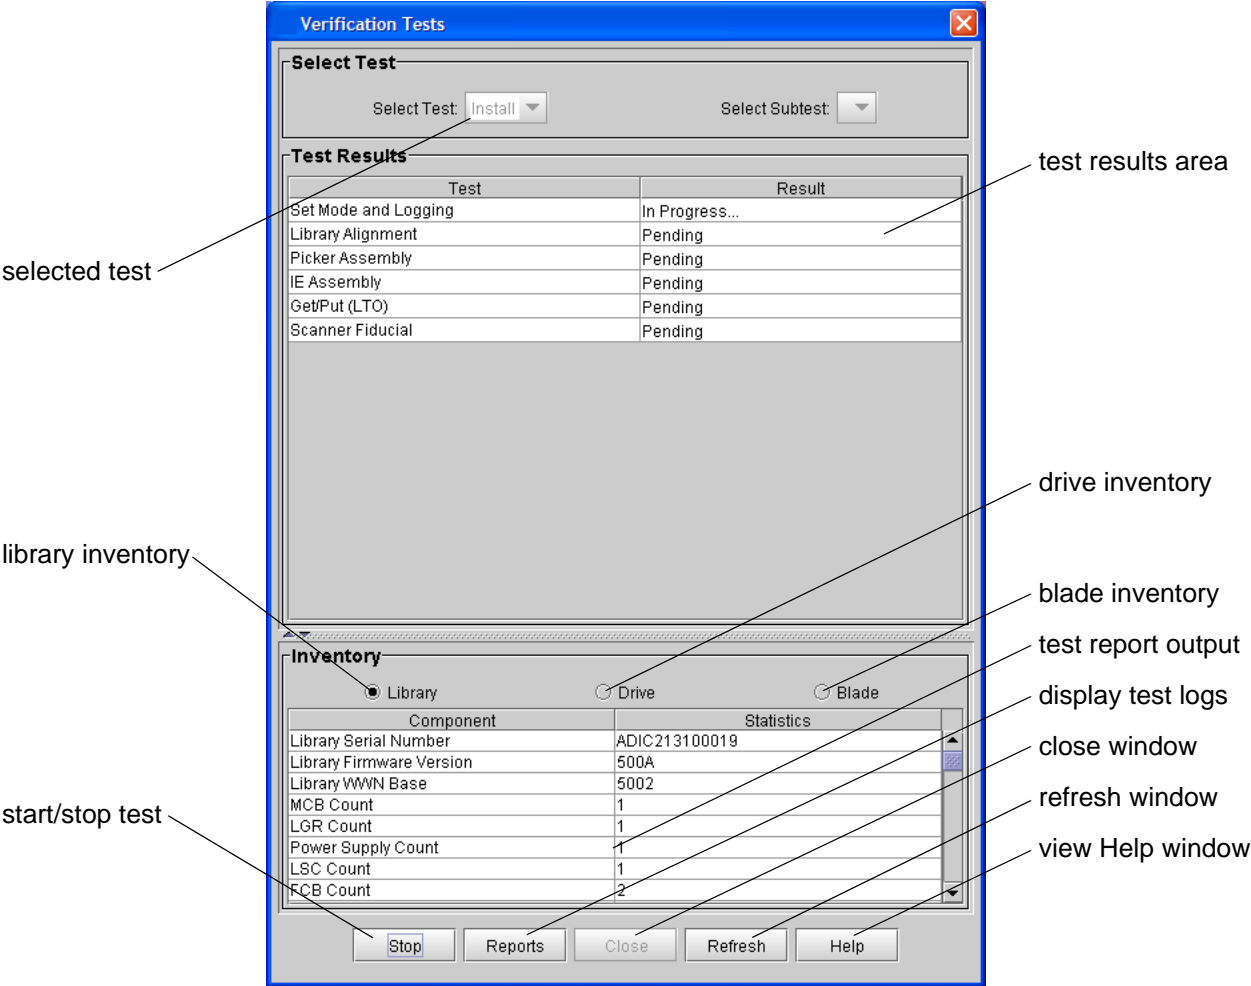 Verification Tests
Select Test
Select Test: Install
Select Subtest:
Test Results
Test Result
Set Mode and Logging In Progress...
Library Alignment Pending
Picker Assembly Pending
IE Assembly Pending
Get/Put (LTO) Pending
Scanner Fiducial Pending
Inventory
Library Drive Blade
Component Statistics
Library Serial Number ADIC213100019
Library Firmware Version 500A
Library WWN Base 5002
MCB Count 1
LGR Count 1
Power Supply Count 1
LSC Count 1
FCB Count 2
Stop Reports Close Refresh Help
selected test
library inventory
start/stop test
test results area
drive inventory
blade inventory
test report output
display test logs
close window
refresh window
view Help window